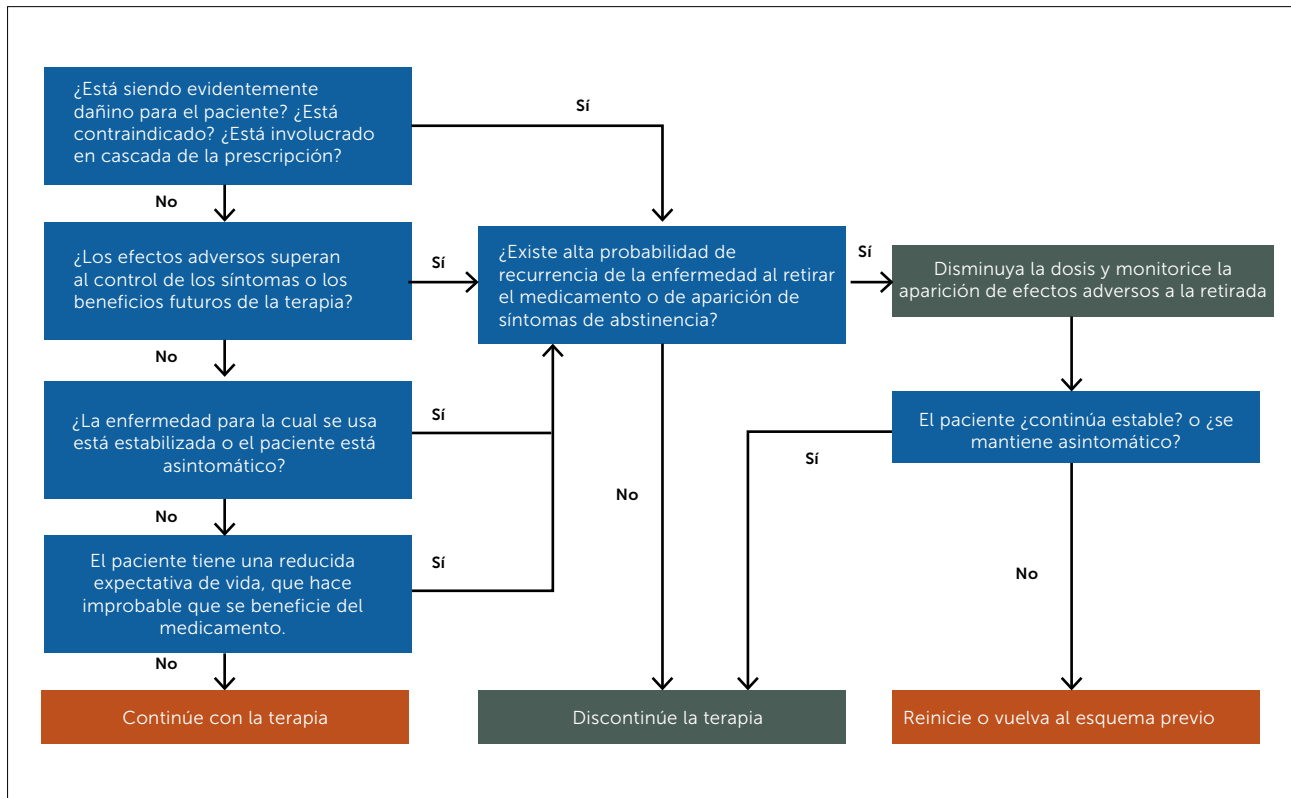 ¿Está siendo evidentemente
dañino para el paciente? ¿Está
contraindicado? ¿Está involucrado
en cascada de la prescripción?
Sí
No
¿Los efectos adversos superan
al control de los síntomas o los
beneficios futuros de la terapia?
Sí
¿Existe alta probabilidad de
recurrencia de la enfermedad al retirar
el medicamento o de aparición de
síntomas de abstinencia?
Sí
Disminuya la dosis y monitorice la
aparición de efectos adversos a la retirada
No
¿La enfermedad para la cual se usa
está estabilizada o el paciente está
asintomático?
Sí
El paciente ¿continúa estable? o ¿se
mantiene asintomático?
Sí
No
No
El paciente tiene una reducida
expectativa de vida, que hace
improbable que se beneficie del
medicamento.
Sí
No
No
Continúe con la terapia
Discontinúe la terapia
Reinicie o vuelva al esquema previo